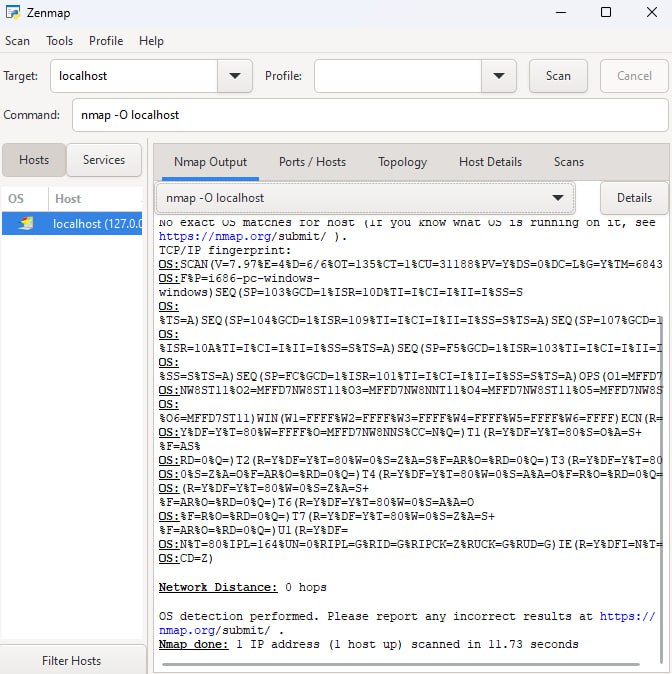 Zenmap
Scan Tools Profile Help
Target: localhost Profile: Scan Cancel
Command: nmap -O localhost
Hosts Services
OS Host
localhost (127.0.0
Filter Hosts
Nmap Output Ports / Hosts Topology Host Details Scans
nmap -O localhost Details
No exact OS matches for host (If you know what OS is running on it, see
https://nmap.org/submit/ ).
TCP/IP fingerprint:
OS:SCAN(V=7.97%E=4%D=6/6%OT=135%CT=1%CU=31188%PV=Y%DS=0%DC=L%G=Y%TM=6843
OS:F%P=i686-pc-windows-
windows)SEQ(SP=103%GCD=1%ISR=10D%TI=I%CI=I%II=I%SS=S
OS:
%TS=A)SEQ(SP=104%GCD=1%ISR=109%TI=I%CI=I%II=I%SS=S%TS=A)SEQ(SP=107%GCD=1
OS:
%ISR=10A%TI=I%CI=I%II=I%SS=S%TS=A)SEQ(SP=F5%GCD=1%ISR=103%TI=I%CI=I%II=I
OS:
%SS=S%TS=A)SEQ(SP=FC%GCD=1%ISR=101%TI=I%CI=I%II=I%SS=S%TS=A)OPS(O1=MFFD7
OS:NW8ST11%O2=MFFD7NW8ST11%O3=MFFD7NW8NNT11%O4=MFFD7NW8ST11%O5=MFFD7NW8S
OS:
%O6=MFFD7ST11)WIN(W1=FFFF%W2=FFFF%W3=FFFF%W4=FFFF%W5=FFFF%W6=FFFF)ECN(R=
OS:Y%DF=Y%T=80%W=FFFF%O=MFFD7NW8NNS%CC=N%Q=)T1(R=Y%DF=Y%T=80%S=O%A=S+
%F=AS%
OS:RD=0%Q=)T2(R=Y%DF=Y%T=80%W=0%S=Z%A=S%F=AR%O=%RD=0%Q=)T3(R=Y%DF=Y%T=80
OS:0%S=Z%A=O%F=AR%O=%RD=0%Q=)T4(R=Y%DF=Y%T=80%W=0%S=A%A=O%F=R%O=%RD=0%Q=
OS:(R=Y%DF=Y%T=80%W=0%S=Z%A=S+
%F=AR%O=%RD=0%Q=)T6(R=Y%DF=Y%T=80%W=0%S=A%A=O
OS:%F=R%O=%RD=0%Q=)T7(R=Y%DF=Y%T=80%W=0%S=Z%A=S+
%F=AR%O=%RD=0%Q=)U1(R=Y%DF=
OS:N%T=80%IPL=164%UN=0%RIPL=G%RID=G%RIPCK=Z%RUCK=G%RUD=G)IE(R=Y%DFI=N%T=
OS:CD=Z)
Network Distance: 0 hops
OS detection performed. Please report any incorrect results at https://
nmap.org/submit/ .
Nmap done: 1 IP address (1 host up) scanned in 11.73 seconds